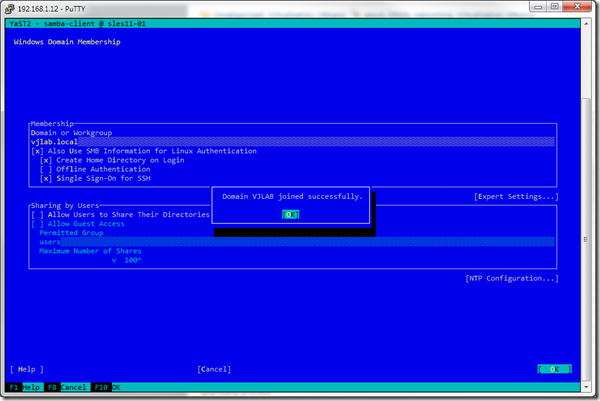 192.168.1.12 - PuTTY
YaST2 - samba-client @ sles11-01
Windows Domain Membership
Membership
Domain or Workgroup
vjlab.local
[x] Also Use SMB Information for Linux Authentication
[x] Create Home Directory on Login
[ ] Offline Authentication
[x] Single Sign-On for SSH
Domain VJLAB joined successfully.
[OK]
[Expert Settings...]
Sharing by Users
[ ] Allow Users to Share Their Directories
[ ] Allow Guest Access
Permitted Group
users
Maximum Number of Shares
v 100^
[NTP Configuration...]
[ Help ] [Cancel] [ OK ]
F1 Help F8 Cancel F10 OK